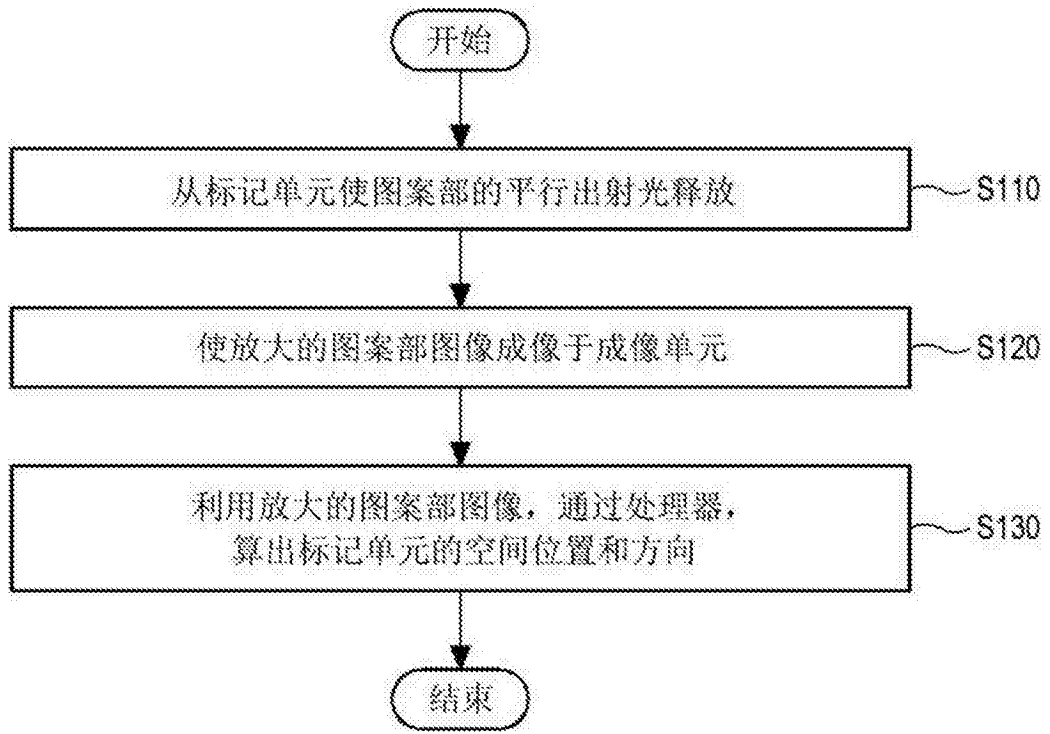 开始
从标记单元使图案部的平行出射光释放
S110
使放大的图案部图像成像于成像单元
S120
利用放大的图案部图像，通过处理器，
算出标记单元的空间位置和方向
S130
结束